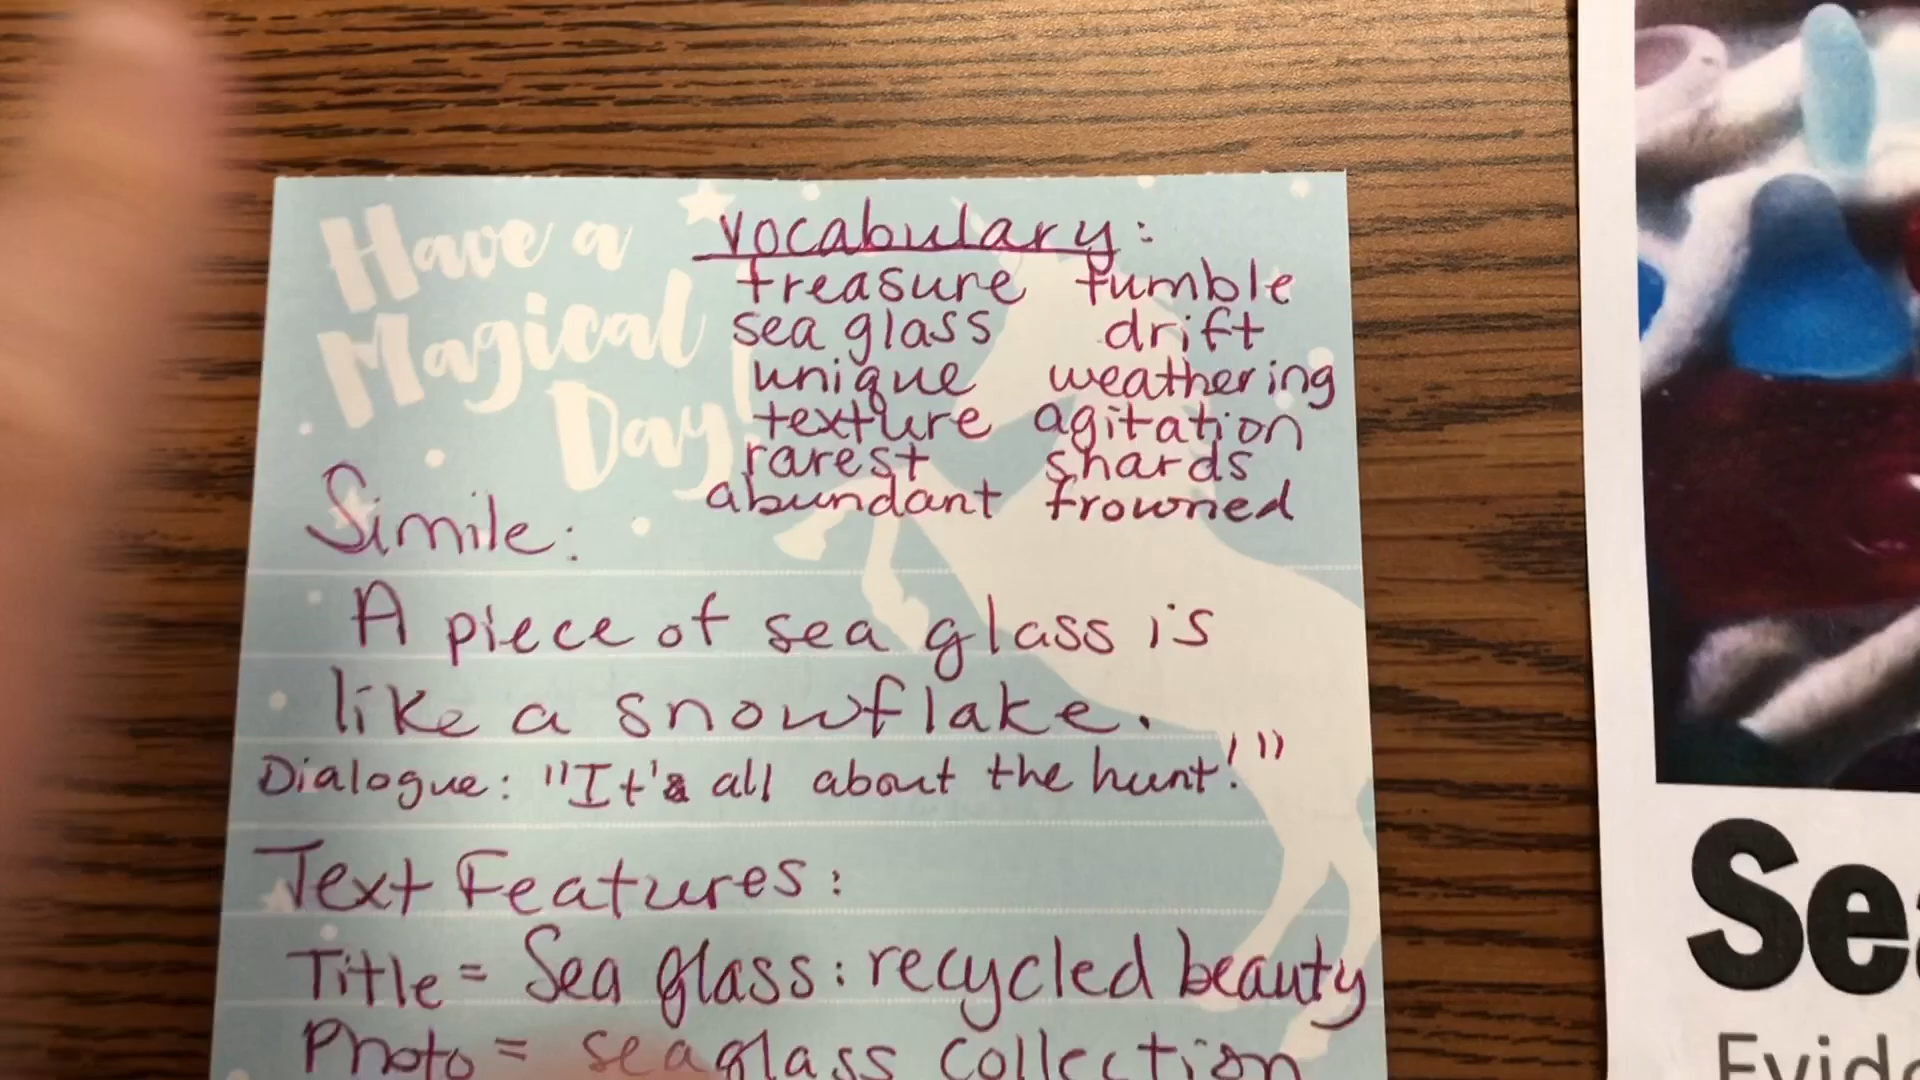 Have a
Magical
Day!
Vocabulary:
treasure tumble
sea glass drift
unique weathering
texture agitation
rarest shards
abundant frowned
Simile:
A piece of sea glass is
like a snowflake.
Dialogue: "It's all about the hunt!"
Text Features:
Title = Sea glass: recycled beauty
Photo = seaglass collection